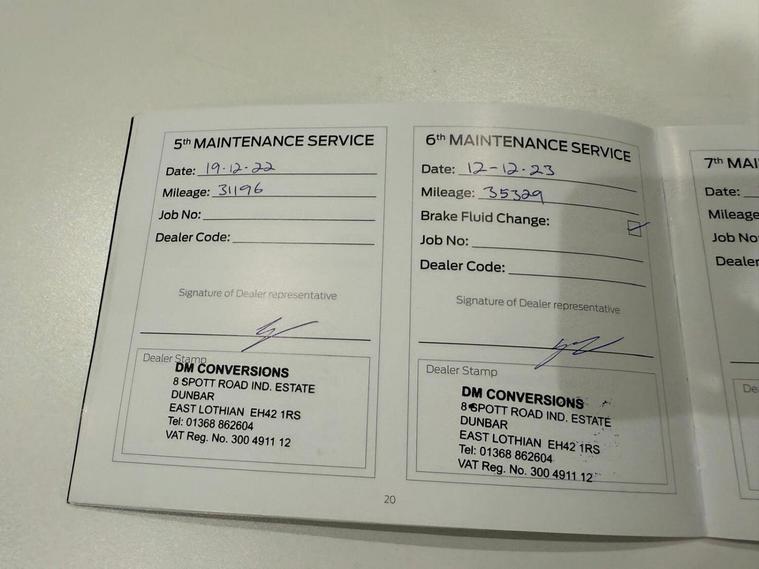 5th MAINTENANCE SERVICE
Date: 19.12.22
Mileage: 31196
Job No:
Dealer Code:
Signature of Dealer representative
Dealer Stamp
DM CONVERSIONS
8 SPOTT ROAD IND. ESTATE
DUNBAR
EAST LOTHIAN EH42 1RS
Tel: 01368 862604
VAT Reg. No. 300 4911 12
6th MAINTENANCE SERVICE
Date: 12-12-23
Mileage: 35329
Brake Fluid Change:
Job No:
Dealer Code:
Signature of Dealer representative
Dealer Stamp
DM CONVERSIONS
8 SPOTT ROAD IND. ESTATE
DUNBAR
EAST LOTHIAN EH42 1RS
Tel: 01368 862604
VAT Reg. No. 300 4911 12
20
7th MAI
Date:
Mileage
Job No
Dealer
De